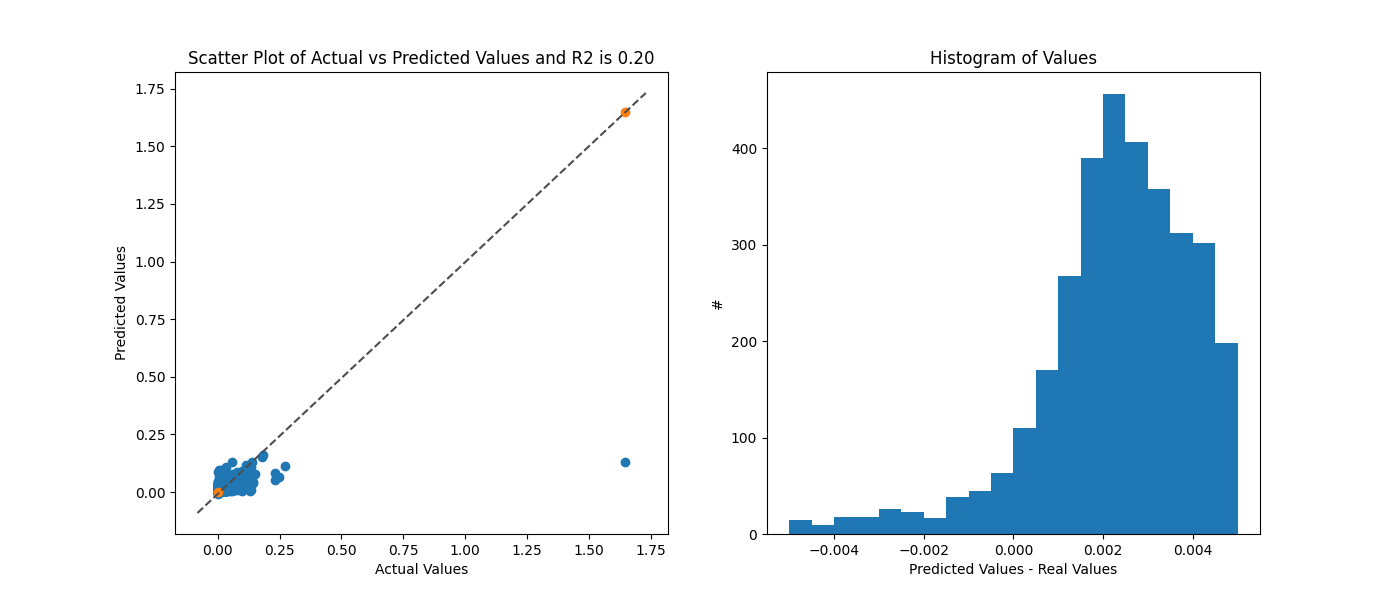 Scatter Plot of Actual vs Predicted Values and R2 is 0.20
1.75
1.50
1.25
1.00
0.75
0.50
0.25
0.00
Predicted Values
0.00 0.25 0.50 0.75 1.00 1.25 1.50 1.75
Actual Values
Histogram of Values
400
300
200
100
0
#
−0.004 −0.002 0.000 0.002 0.004
Predicted Values - Real Values